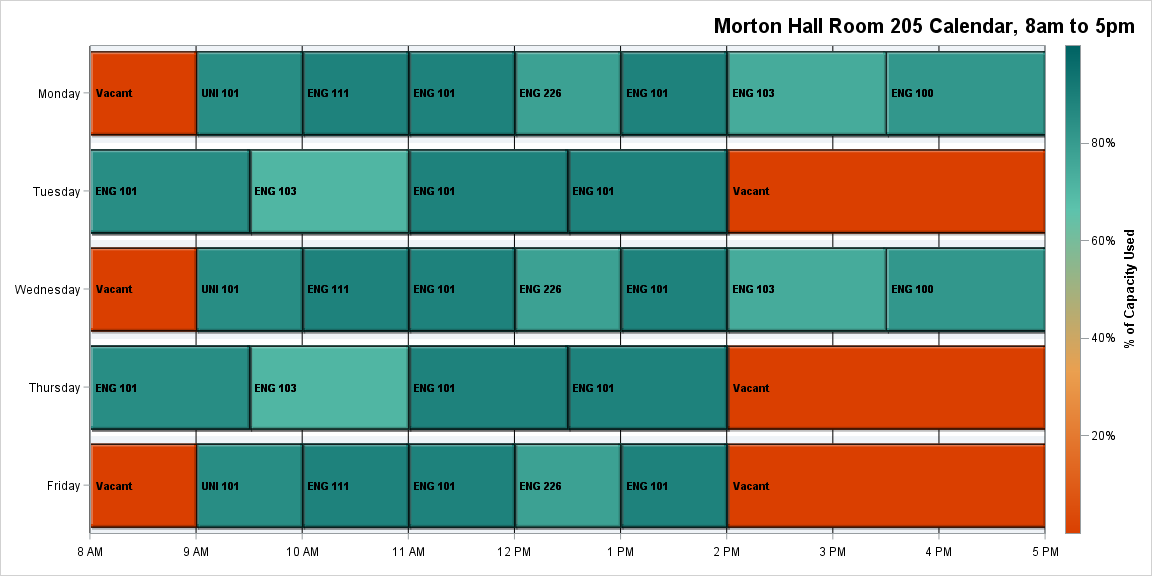 Morton Hall Room 205 Calendar, 8am to 5pm
Monday
Vacant
UNI 101
ENG 111
ENG 101
ENG 226
ENG 101
ENG 103
ENG 100
Tuesday
ENG 101
ENG 103
ENG 101
ENG 101
Vacant
Wednesday
Vacant
UNI 101
ENG 111
ENG 101
ENG 226
ENG 101
ENG 103
ENG 100
Thursday
ENG 101
ENG 103
ENG 101
ENG 101
Vacant
Friday
Vacant
UNI 101
ENG 111
ENG 101
ENG 226
ENG 101
Vacant
8 AM
9 AM
10 AM
11 AM
12 PM
1 PM
2 PM
3 PM
4 PM
5 PM
80%
60%
40%
20%
% of Capacity Used